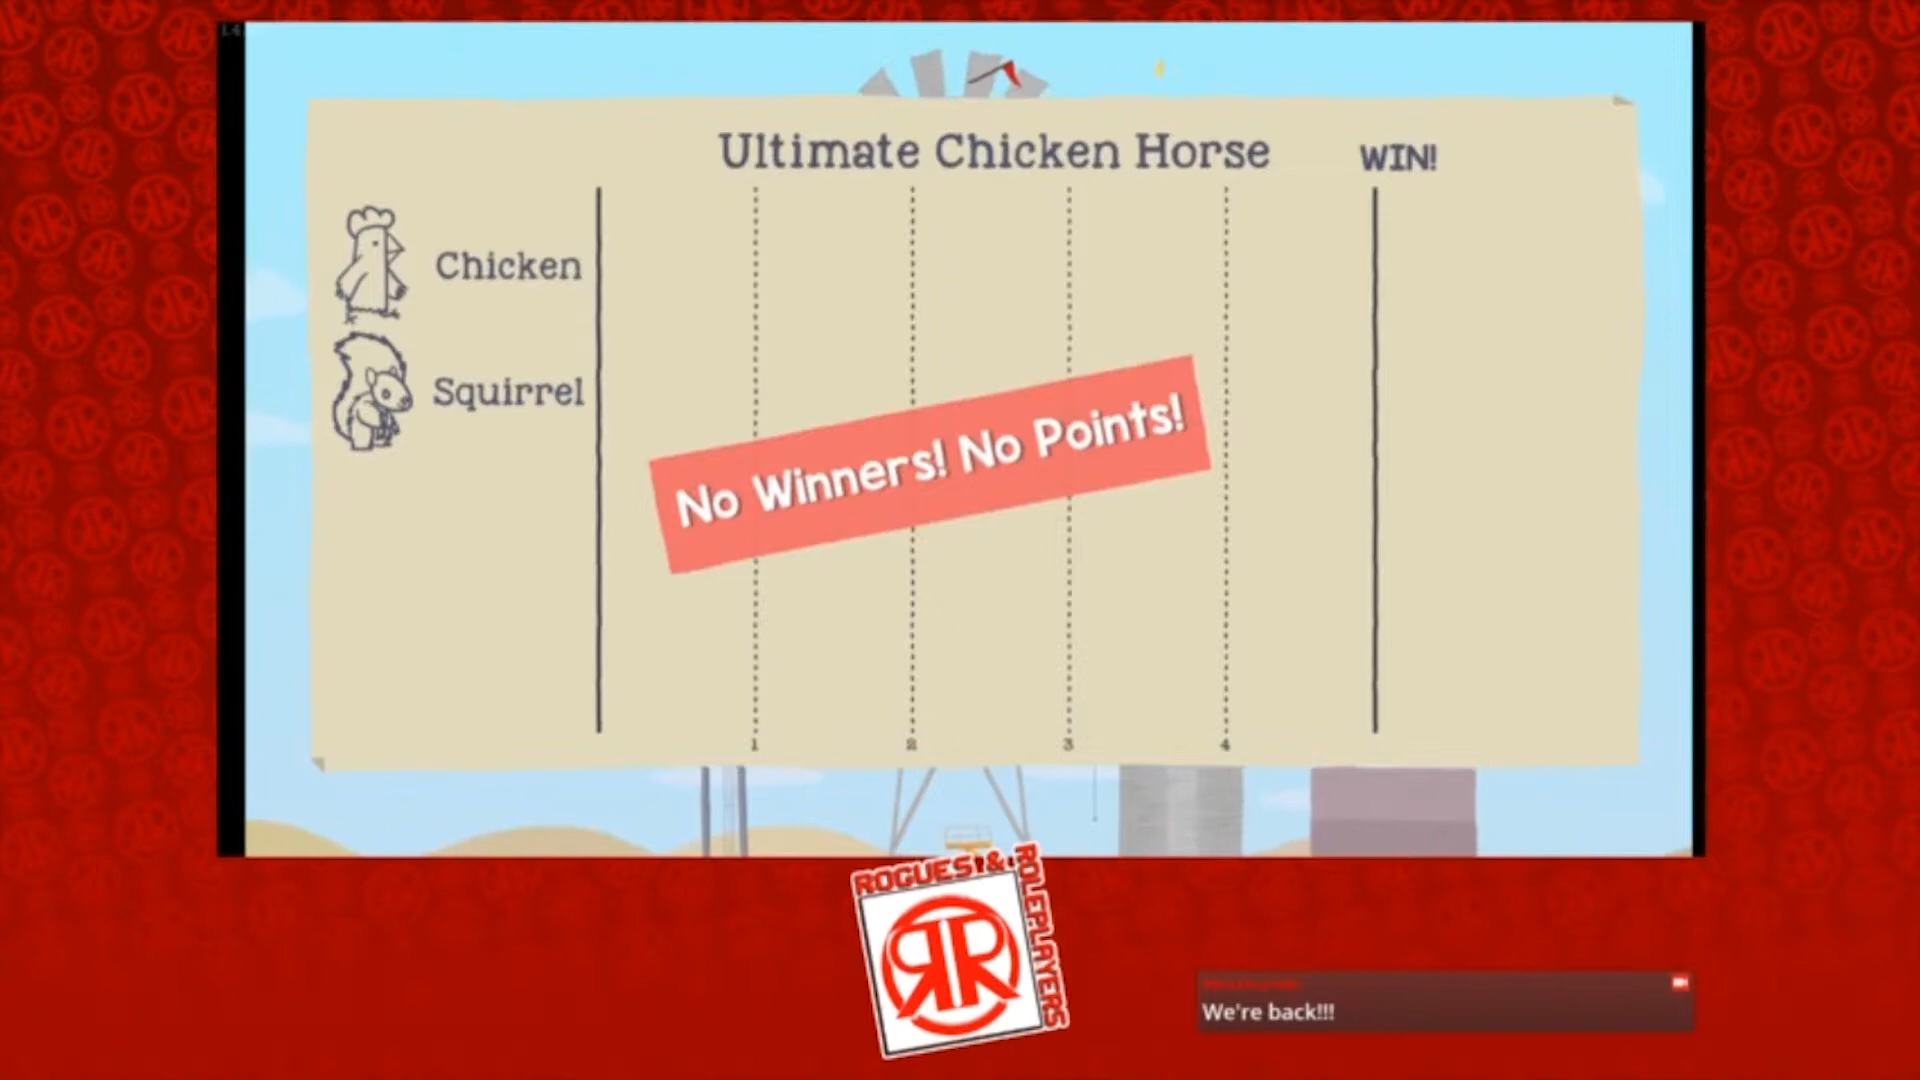 Ultimate Chicken Horse
WIN!
Chicken
Squirrel
No Winners! No Points!
1
2
3
4
ROGUES &
ROLEPLAYERS
RR
We're back!!!